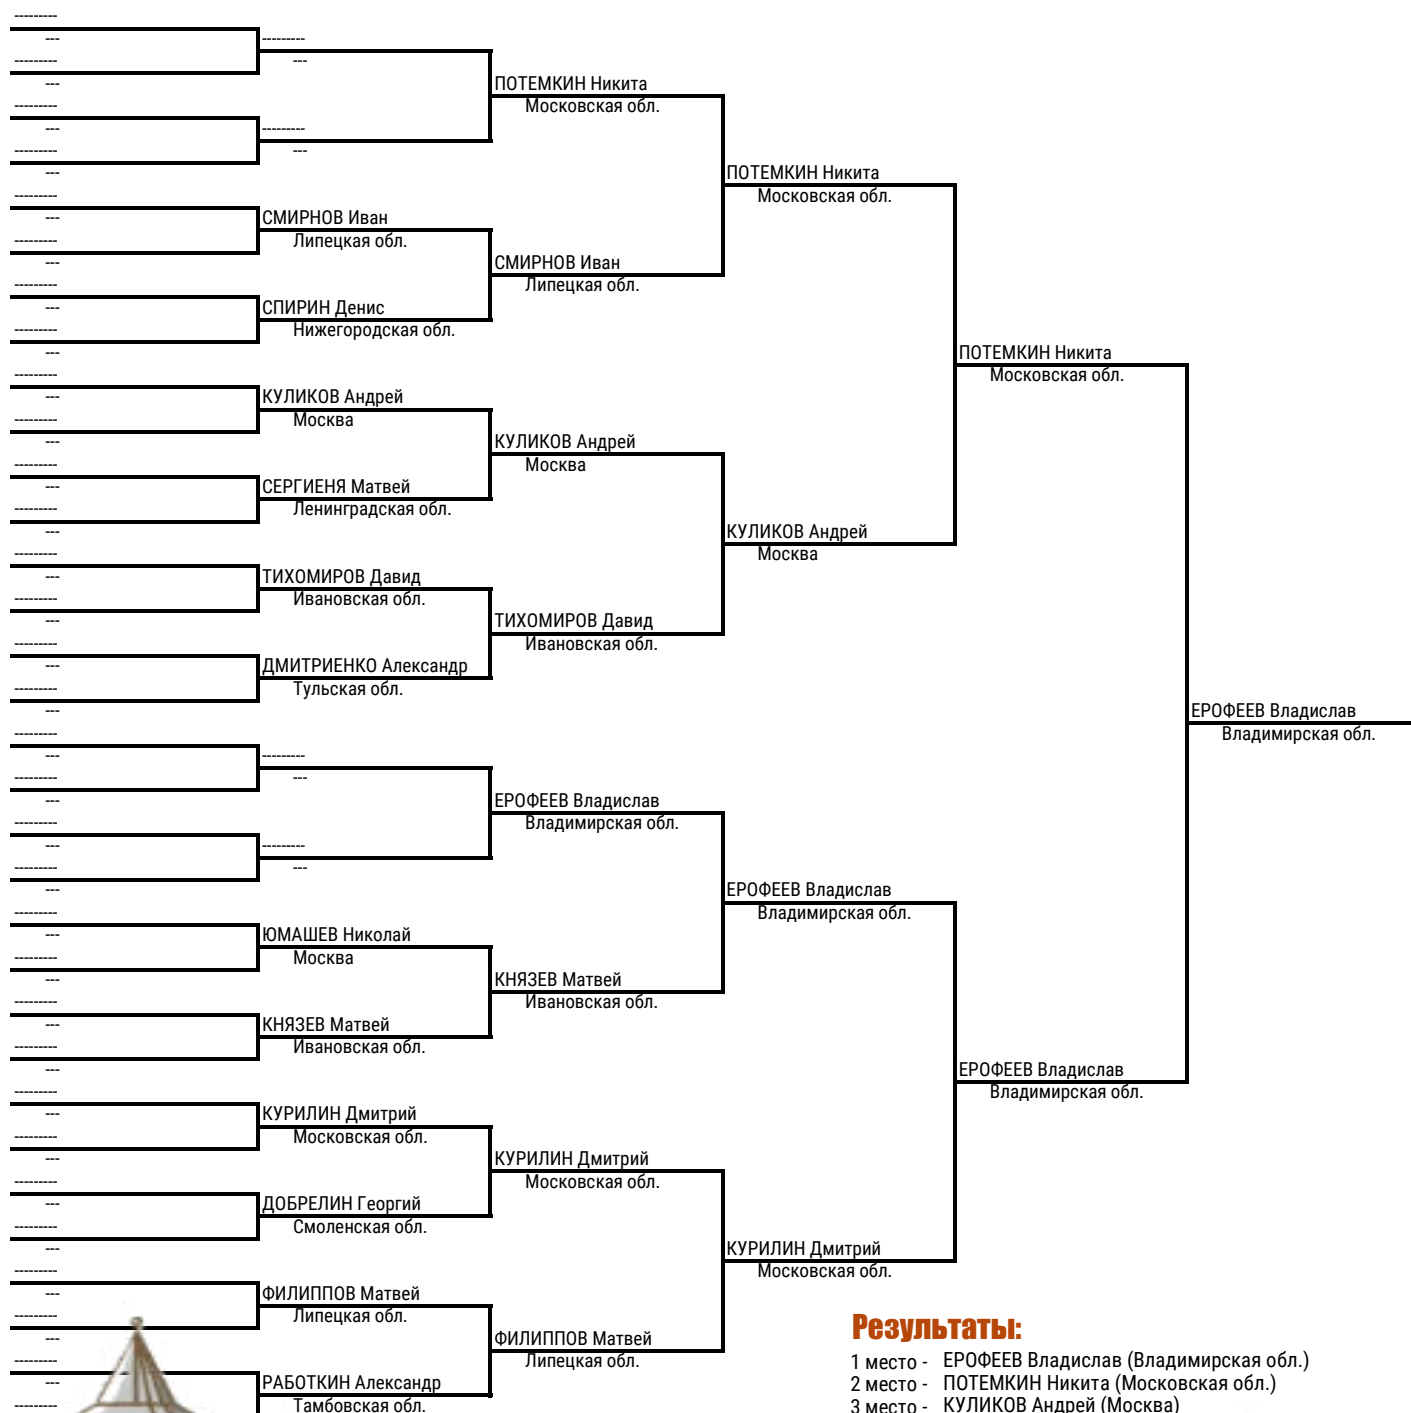 ---------
---
---------
---
---------
---
---------
---
---------
---
---------
---
---------
---
---------
---
---------
---
---------
---
---------
---
---------
---
---------
---
---------
---
---------
---
---------
---
---------
---
---------
---
---------
---
---------
---
---------
---
---------
---
---------
---
---------
---
---------
---
---------
---
---------
---
---------
---
---------
---
---------
---
---------
---
---------
---------
---
---------
---
СМИРНОВ Иван
Липецкая обл.
СПИРИН Денис
Нижегородская обл.
КУЛИКОВ Андрей
Москва
СЕРГИЕНЯ Матвей
Ленинградская обл.
ТИХОМИРОВ Давид
Ивановская обл.
ДМИТРИЕНКО Александр
Тульская обл.
---------
---
---------
---
ЮМАШЕВ Николай
Москва
КНЯЗЕВ Матвей
Ивановская обл.
КУРИЛИН Дмитрий
Московская обл.
ДОБРЕЛИН Георгий
Смоленская обл.
ФИЛИППОВ Матвей
Липецкая обл.
РАБОТКИН Александр
Тамбовская обл.
ПОТЕМКИН Никита
Московская обл.
СМИРНОВ Иван
Липецкая обл.
КУЛИКОВ Андрей
Москва
ТИХОМИРОВ Давид
Ивановская обл.
ЕРОФЕЕВ Владислав
Владимирская обл.
КНЯЗЕВ Матвей
Ивановская обл.
КУРИЛИН Дмитрий
Московская обл.
ФИЛИППОВ Матвей
Липецкая обл.
ПОТЕМКИН Никита
Московская обл.
КУЛИКОВ Андрей
Москва
ЕРОФЕЕВ Владислав
Владимирская обл.
КУРИЛИН Дмитрий
Московская обл.
ПОТЕМКИН Никита
Московская обл.
ЕРОФЕЕВ Владислав
Владимирская обл.
ЕРОФЕЕВ Владислав
Владимирская обл.
Результаты:
1 место - ЕРОФЕЕВ Владислав (Владимирская обл.)
2 место - ПОТЕМКИН Никита (Московская обл.)
3 место - КУЛИКОВ Андрей (Москва)